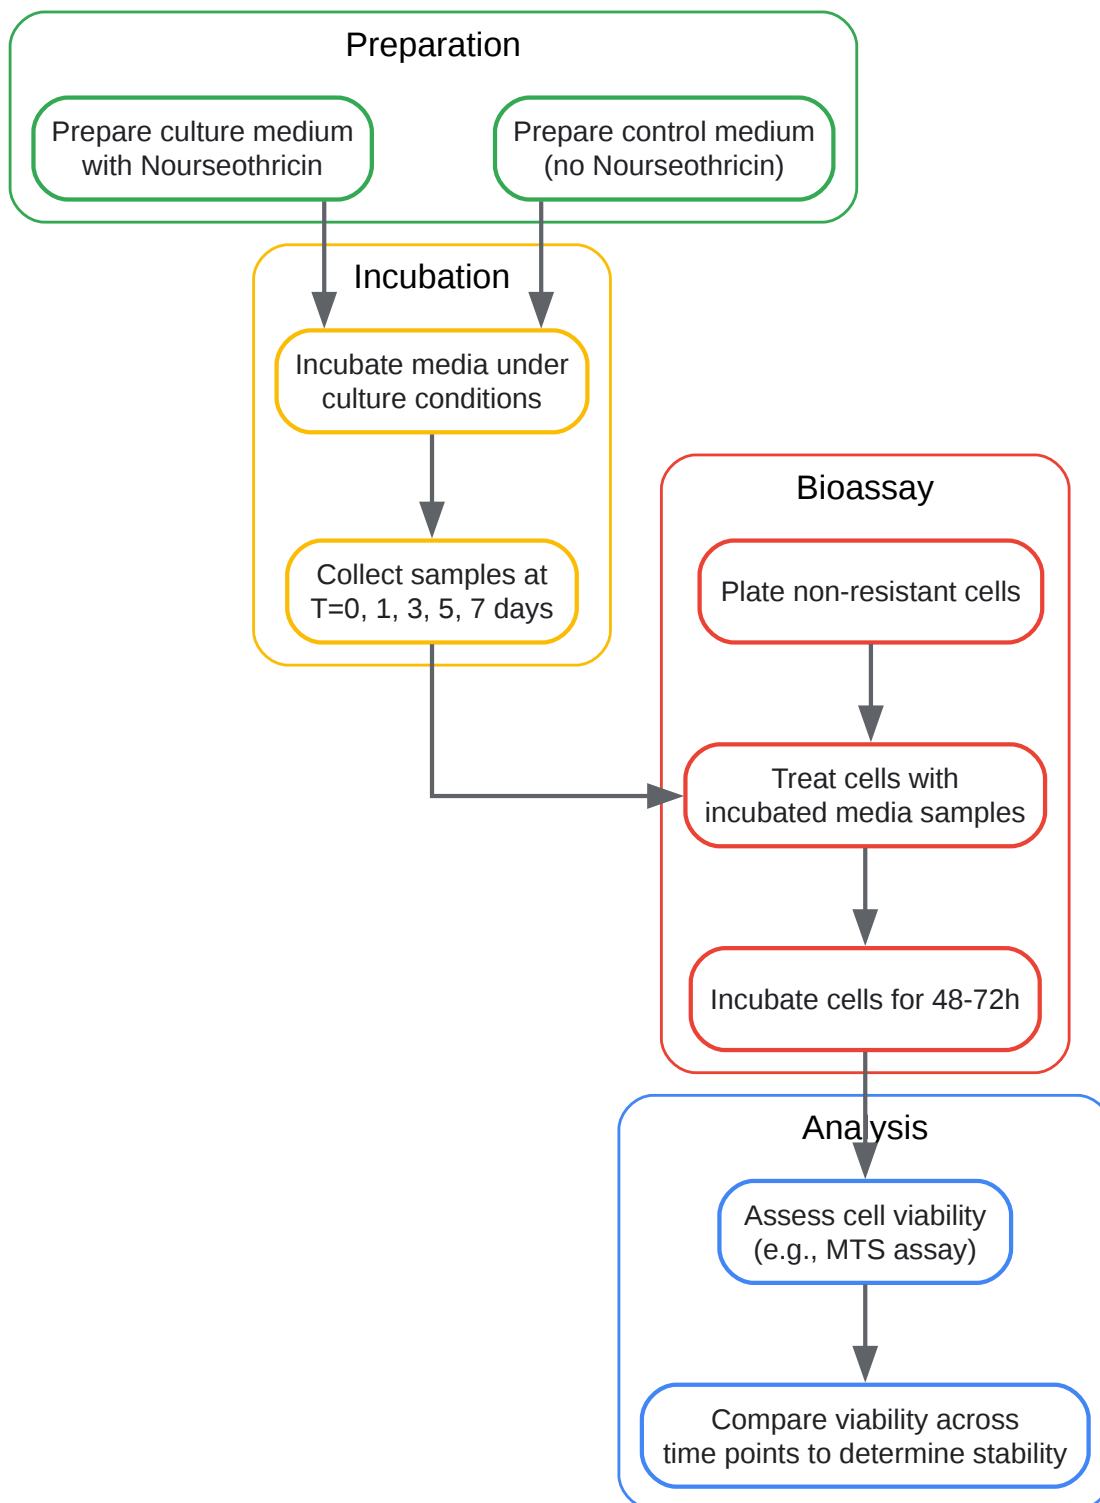 Preparation
Prepare culture medium
with Nourseothricin
Prepare control medium
(no Nourseothricin)
Incubation
Incubate media under
culture conditions
Collect samples at
T=0, 1, 3, 5, 7 days
Bioassay
Plate non-resistant cells
Treat cells with
incubated media samples
Incubate cells for 48-72h
Analysis
Assess cell viability
(e.g., MTS assay)
Compare viability across
time points to determine stability